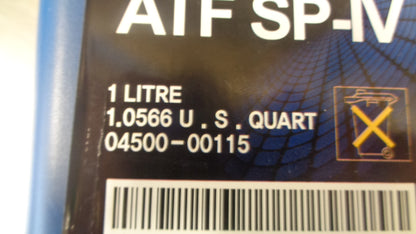 ATF SP-IV
1 LITRE
1.0566 U . S . QUART
04500-00115